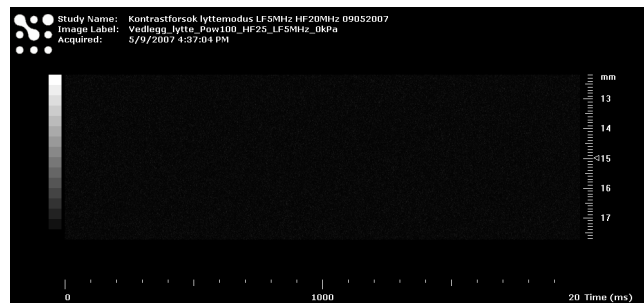 Study Name: Kontrastforsok lyttemodus LF5MHz HF20MHz 09052007
Image Label: Vedlegg_lytte_Pow100_HF25_LF5MHz_0kPa
Acquired: 5/9/2007 4:37:04 PM
mm
13
14
15
16
17
0 1000 20 Time (ms)